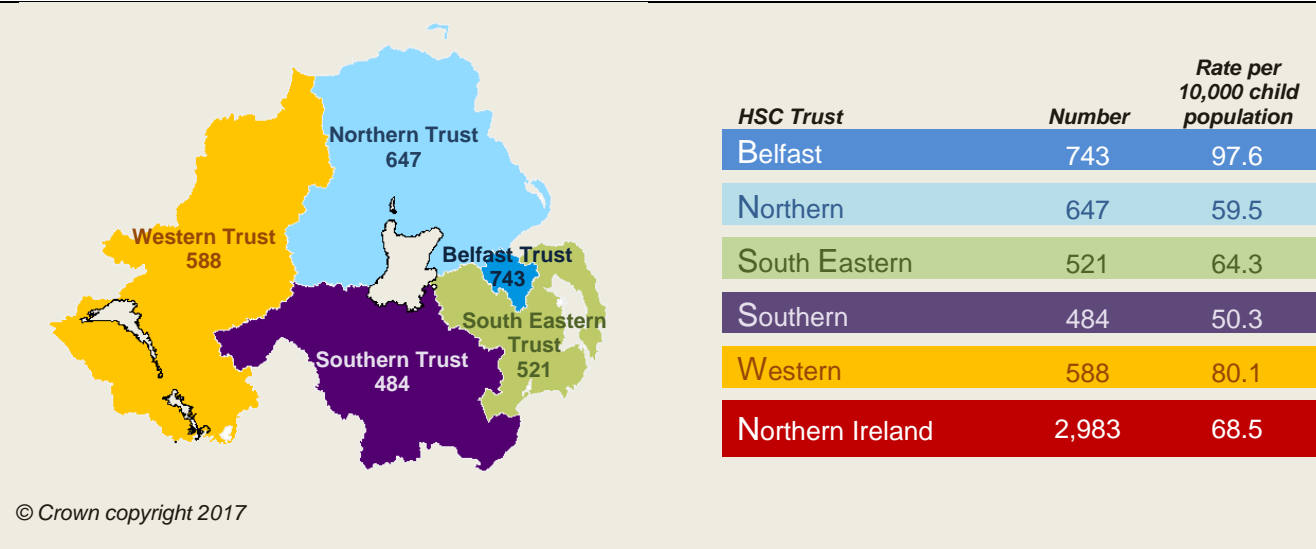 Northern Trust
647
Western Trust
588
Belfast Trust
743
South Eastern
Trust
521
Southern Trust
484
© Crown copyright 2017
HSC Trust Number Rate per
10,000 child
population
Belfast 743 97.6
Northern 647 59.5
South Eastern 521 64.3
Southern 484 50.3
Western 588 80.1
Northern Ireland 2,983 68.5